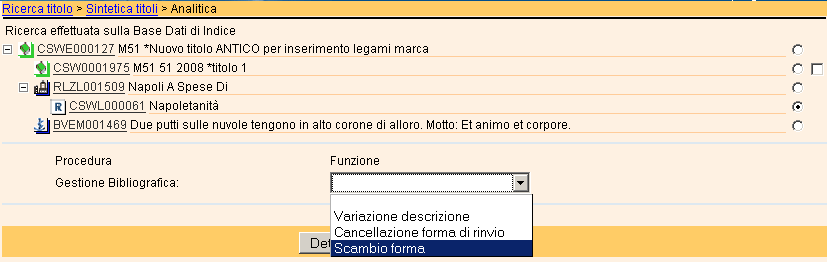 Ricerca titolo > Sintetica titoli > Analitica
Ricerca effettuata sulla Base Dati di Indice
CSWE000127 M51 *Nuovo titolo ANTICO per inserimento legami marca
CSW0001975 M51 51 2008 *titolo 1
RLZL001509 Napoli A Spese Di
R CSWL000061 Napoletanità
BVEM001469 Due putti sulle nuvole tengono in alto corone di alloro. Motto: Et animo et corpore.
Procedura Funzione
Gestione Bibliografica:
Variazione descrizione
Cancellazione forma di rinvio
Scambio forma